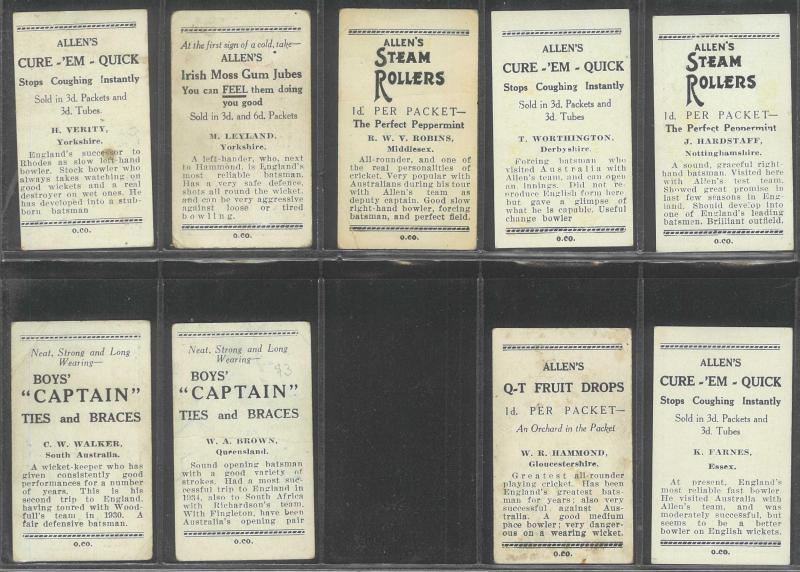 ALLEN'S
CURE -'EM - QUICK
Stops Coughing Instantly
Sold in 3d. Packets and
3d. Tubes.
H. VERITY,
Yorkshire.
England's successor to
Rhodes as slow left-hand
bowler. Stock bowler who
always takes watching on
good wickets and a real
destroyer on wet ones. He
has developed into a stub-
born batsman
O.CO.
At the first sign of a cold, take—
ALLEN'S
Irish Moss Gum Jubes
You can FEEL them doing
you good
Sold in 3d. and 6d. Packets
M. LEYLAND,
Yorkshire.
A left-hander, who, next
to Hammond, is England's
most reliable batsman.
Has a very safe defence,
shots all round the wicket,
and can be very aggressive
against loose or tired
bowling.
O.CO.
ALLEN'S
STEAM
ROLLERS
1d. PER PACKET—
The Perfect Peppermint
R. W. V. ROBINS,
Middlesex.
All-rounder, and one of
the real personalities of
cricket. Very popular with
Australians during his tour
with Allen's team as
deputy captain. Good slow
right-hand bowler, forcing
batsman, and perfect field.
O.CO.
ALLEN'S
CURE -'EM - QUICK
Stops Coughing Instantly
Sold in 3d. Packets and
3d. Tubes
T. WORTHINGTON,
Derbyshire.
Forcing batsman who
visited Australia with
Allen's team, and can open
an innings. Did not re-
produce English form here
but gave a glimpse of
what he is capable. Useful
change bowler
O.CO.
ALLEN'S
STEAM
ROLLERS
1d. PER PACKET—
The Perfect Peppermint
J. HARDSTAFF,
Nottinghamshire.
A sound, graceful right-
hand batsman. Visited here
with Allen's test team.
Showed great promise in
last few seasons in Eng-
land. Should develop into
one of England's leading
batsmen. Brilliant outfield.
O.CO.
Neat, Strong and Long
Wearing—
BOYS'
"CAPTAIN"
TIES and BRACES
C. W. WALKER,
South Australia.
A wicket-keeper who has
given consistently good
performances for a number
of years. This is his
second trip to England,
having toured with Wood-
full's team in 1930. A
fair defensive batsman.
O.CO.
Neat, Strong and Long
Wearing—
93
BOYS'
"CAPTAIN"
TIES and BRACES
W. A. BROWN,
Queensland.
Sound opening batsman
with a good variety of
strokes. Had a most suc-
cessful trip to England in
1934, also to South Africa
with Richardson's team.
With Fingleton, have been
Australia's opening pair
O.CO.
ALLEN'S
Q-T FRUIT DROPS
1d. PER PACKET—
An Orchard in the Packet
W. R. HAMMOND,
Gloucestershire.
Greatest all-rounder
playing cricket. Has been
England's greatest bats-
man for years; also very
successful against Aus-
tralia. A good medium
pace bowler; very danger-
ous on a wearing wicket.
O.CO.
ALLEN'S
CURE -'EM - QUICK
Stops Coughing Instantly
Sold in 3d. Packets and
3d. Tubes
K. FARNES,
Essex.
At present, England's
most reliable fast bowler.
He visited Australia with
Allen's team, and was
moderately successful, but
seems to be a better
bowler on English wickets.
O.CO.